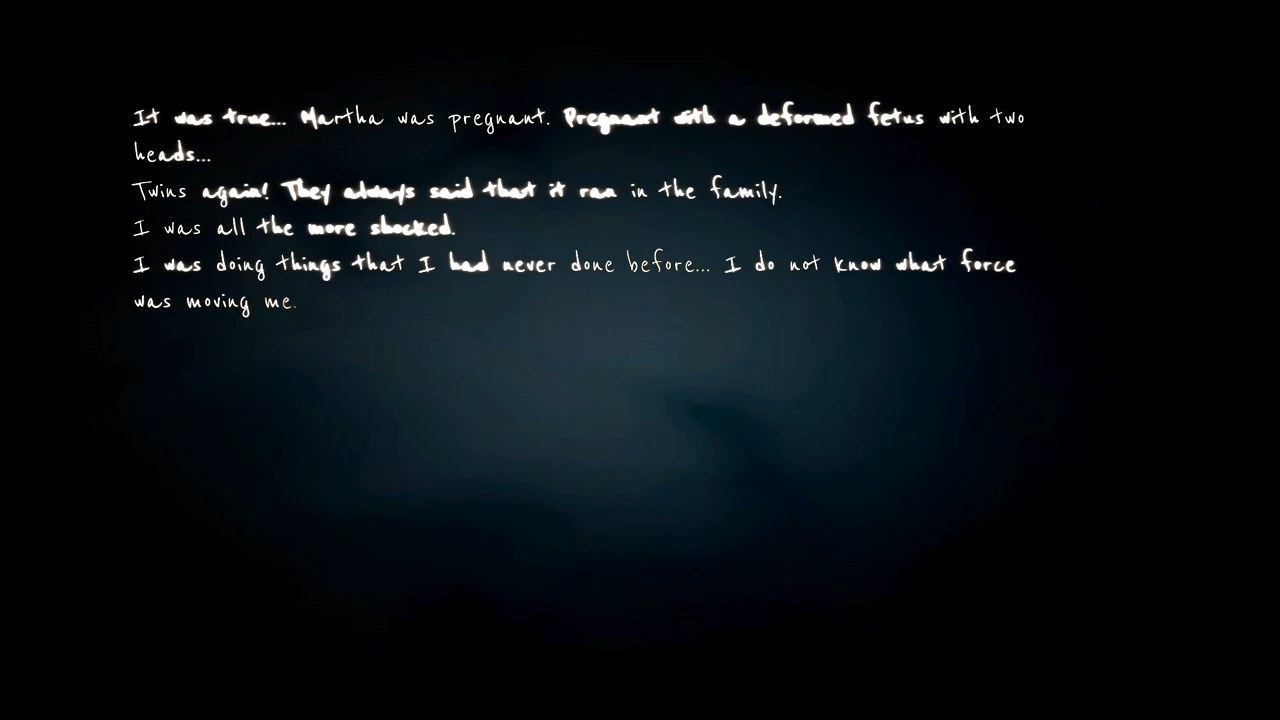 It was true... Martha was pregnant. Pregnant with a deformed fetus with two
heads...
Twins again! They always said that it ran in the family.
I was all the more shocked.
I was doing things that I had never done before... I do not know what force
was moving me.